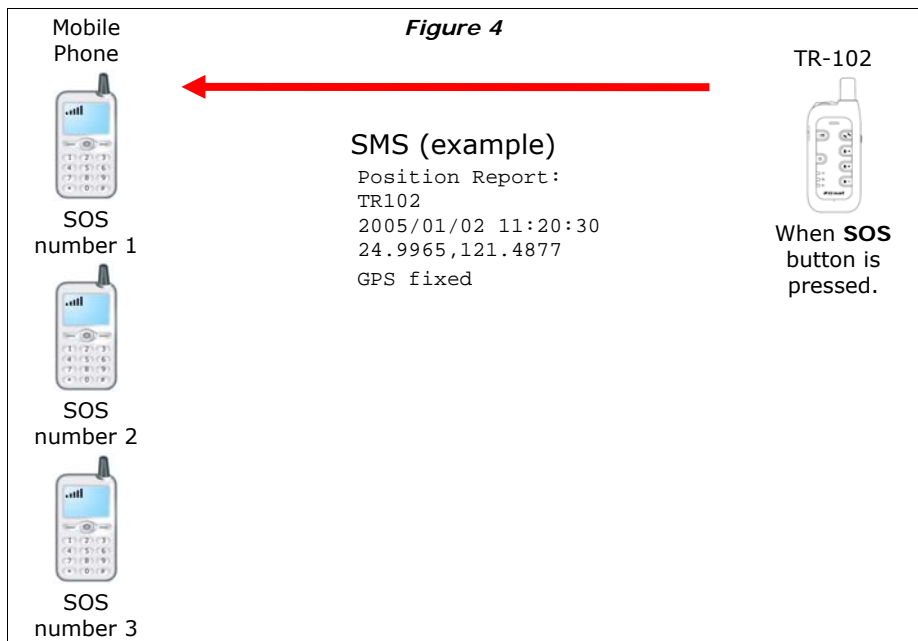 Figure 4
Mobile
Phone
TR-102
SMS (example)
Position Report:
TR102
2005/01/02 11:20:30
24.9965,121.4877
GPS fixed
When SOS
button is
pressed.
SOS
number 1
SOS
number 2
SOS
number 3